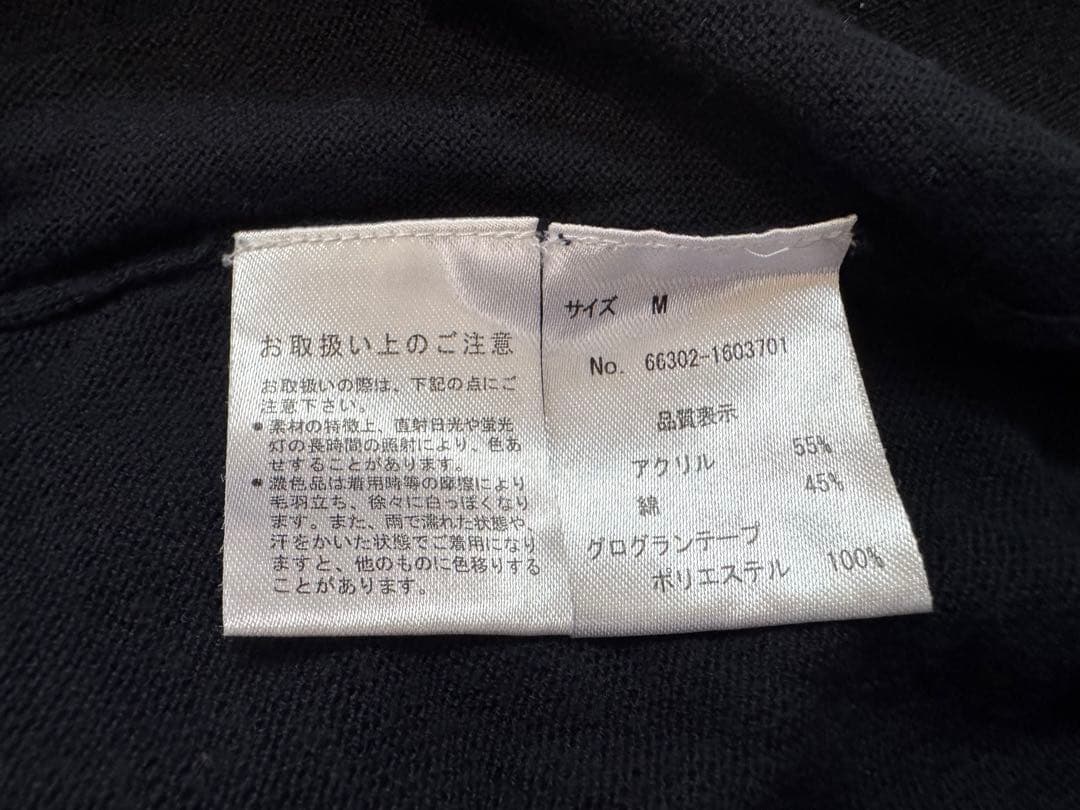 お取扱い上のご注意
お取扱いの際は、下記の点にご
注意下さい。
●素材の特徴上、直射日光や蛍光
灯の長時間の照射により、色あ
せすることがあります。
●濃色品は着用時等の摩擦により
毛羽立ち、徐々に白っぽくなり
ます。また、雨で濡れた状態や、
汗をかいた状態でご着用になり
ますと、他のものに色移りする
ことがあります。
サイズ M
No. 66302-1603701
品質表示
アクリル 55%
綿 45%
グログランテープ
ポリエステル 100%